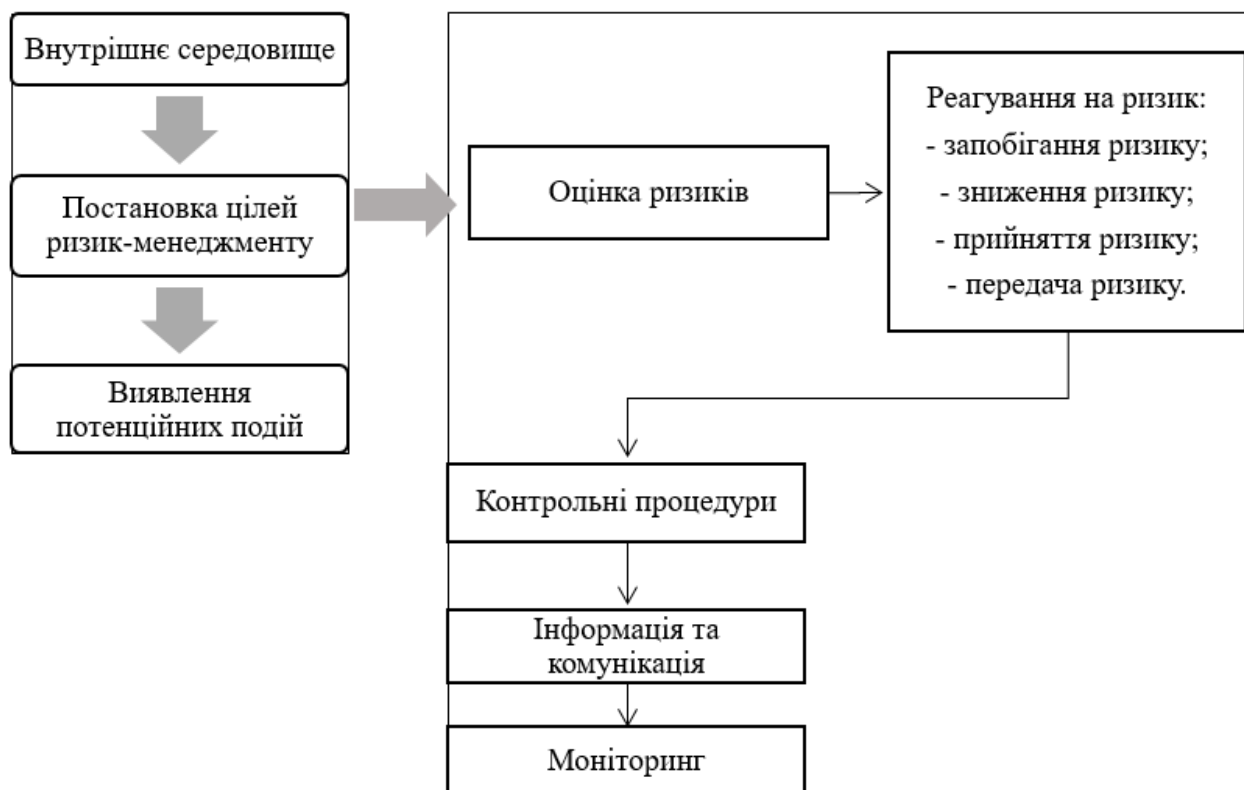 Внутрішнє середовище
Постановка цілей
ризик-менеджменту
Виявлення
потенційних подій
Оцінка ризиків
Реагування на ризик:
- запобігання ризику;
- зниження ризику;
- прийняття ризику;
- передача ризику.
Контрольні процедури
Інформація та
комунікація
Моніторинг